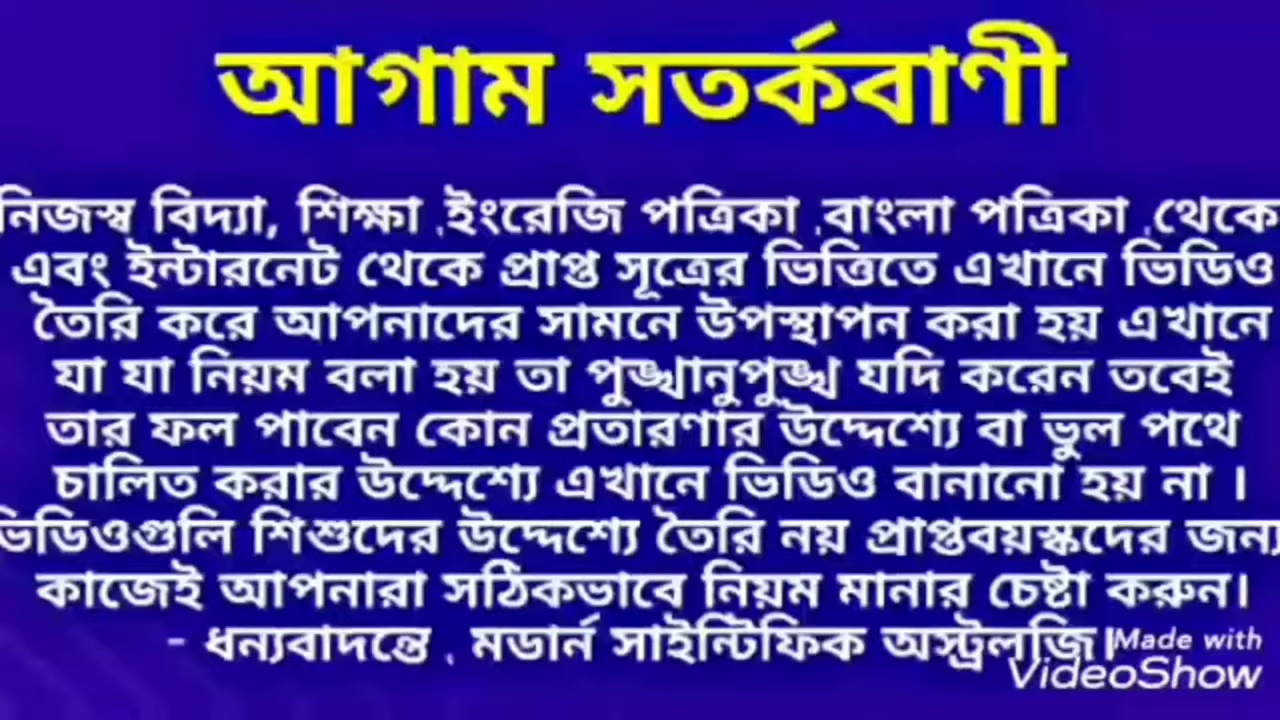 আগাম সতর্কবাণী
নিজস্ব বিদ্যা, শিক্ষা ,ইংরেজি পত্রিকা ,বাংলা পত্রিকা ,থেকে
এবং ইন্টারনেট থেকে প্রাপ্ত সূত্রের ভিত্তিতে এখানে ভিডিও
তৈরি করে আপনাদের সামনে উপস্থাপন করা হয় এখানে
যা যা নিয়ম বলা হয় তা পুঙ্খানুপুঙ্খ যদি করেন তবেই
তার ফল পাবেন কোন প্রতারণার উদ্দেশ্যে বা ভুল পথে
চালিত করার উদ্দেশ্যে এখানে ভিডিও বানানো হয় না ।
ভিডিওগুলি শিশুদের উদ্দেশ্যে তৈরি নয় প্রাপ্তবয়স্কদের জন্য
কাজেই আপনারা সঠিকভাবে নিয়ম মানার চেষ্টা করুন।
- ধন্যবাদন্তে , মডার্ন সাইন্টিফিক অস্ট্রলজি।
Made with
VideoShow